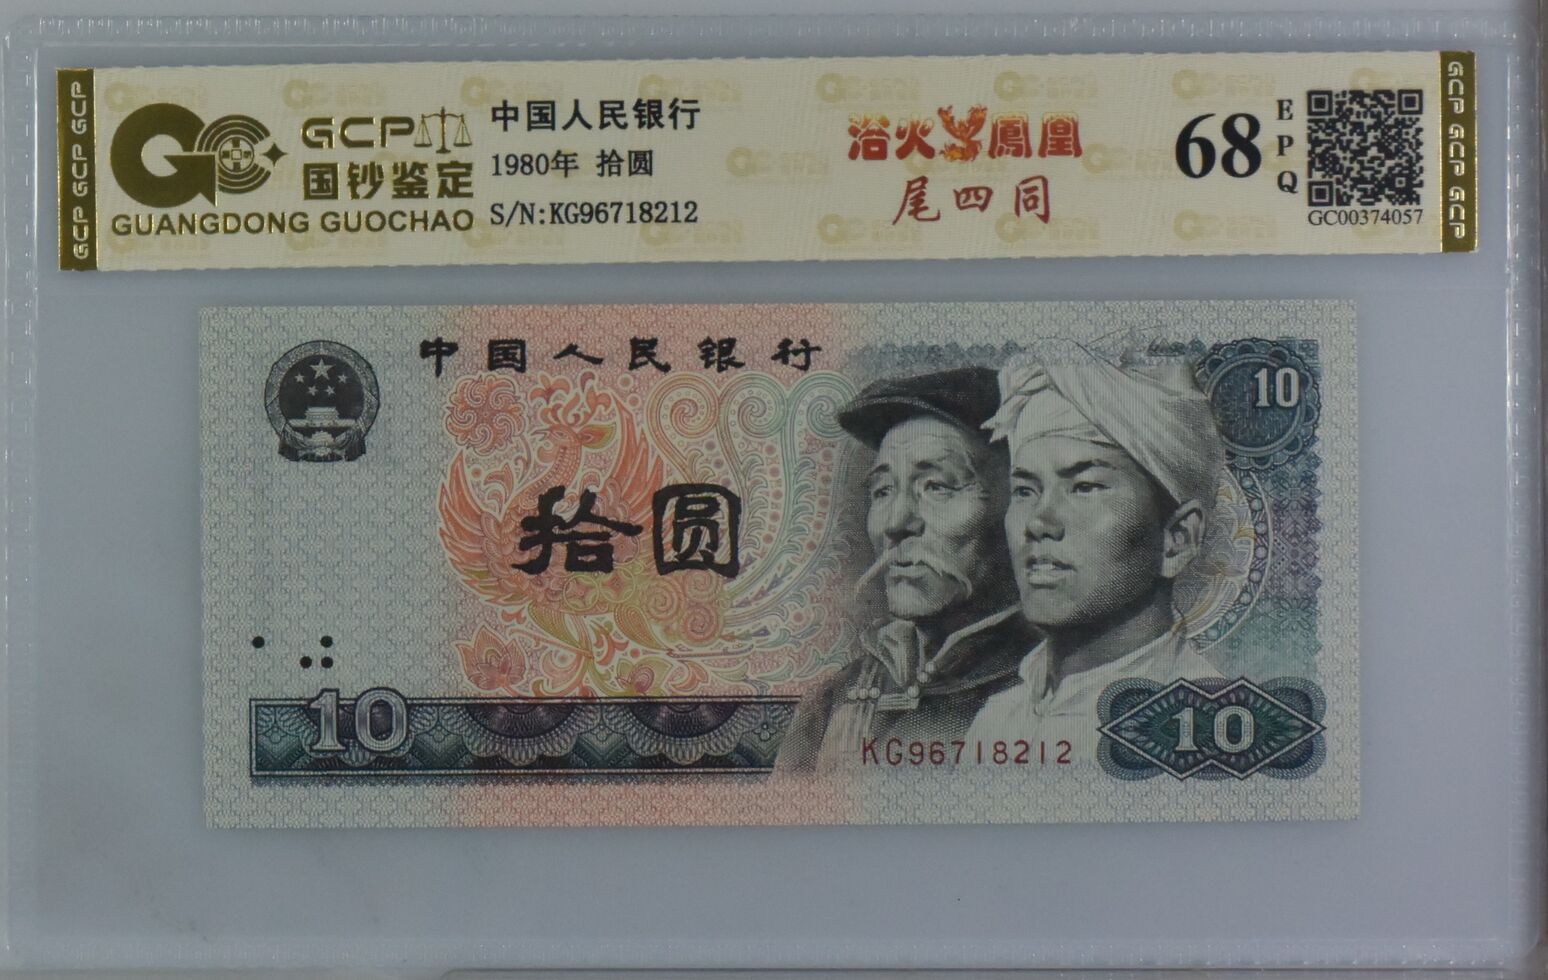 GCP GCP GCP
GCP
国钞鉴定
GUANGDONG GUOCHAO
中国人民银行
1980年 拾圆
S/N:KG96718212
浴火鳳凰
尾四同
68
EPQ
GC00374057
GCP GCP GCP
中国人民银行
10
拾圆
10
KG96718212
10